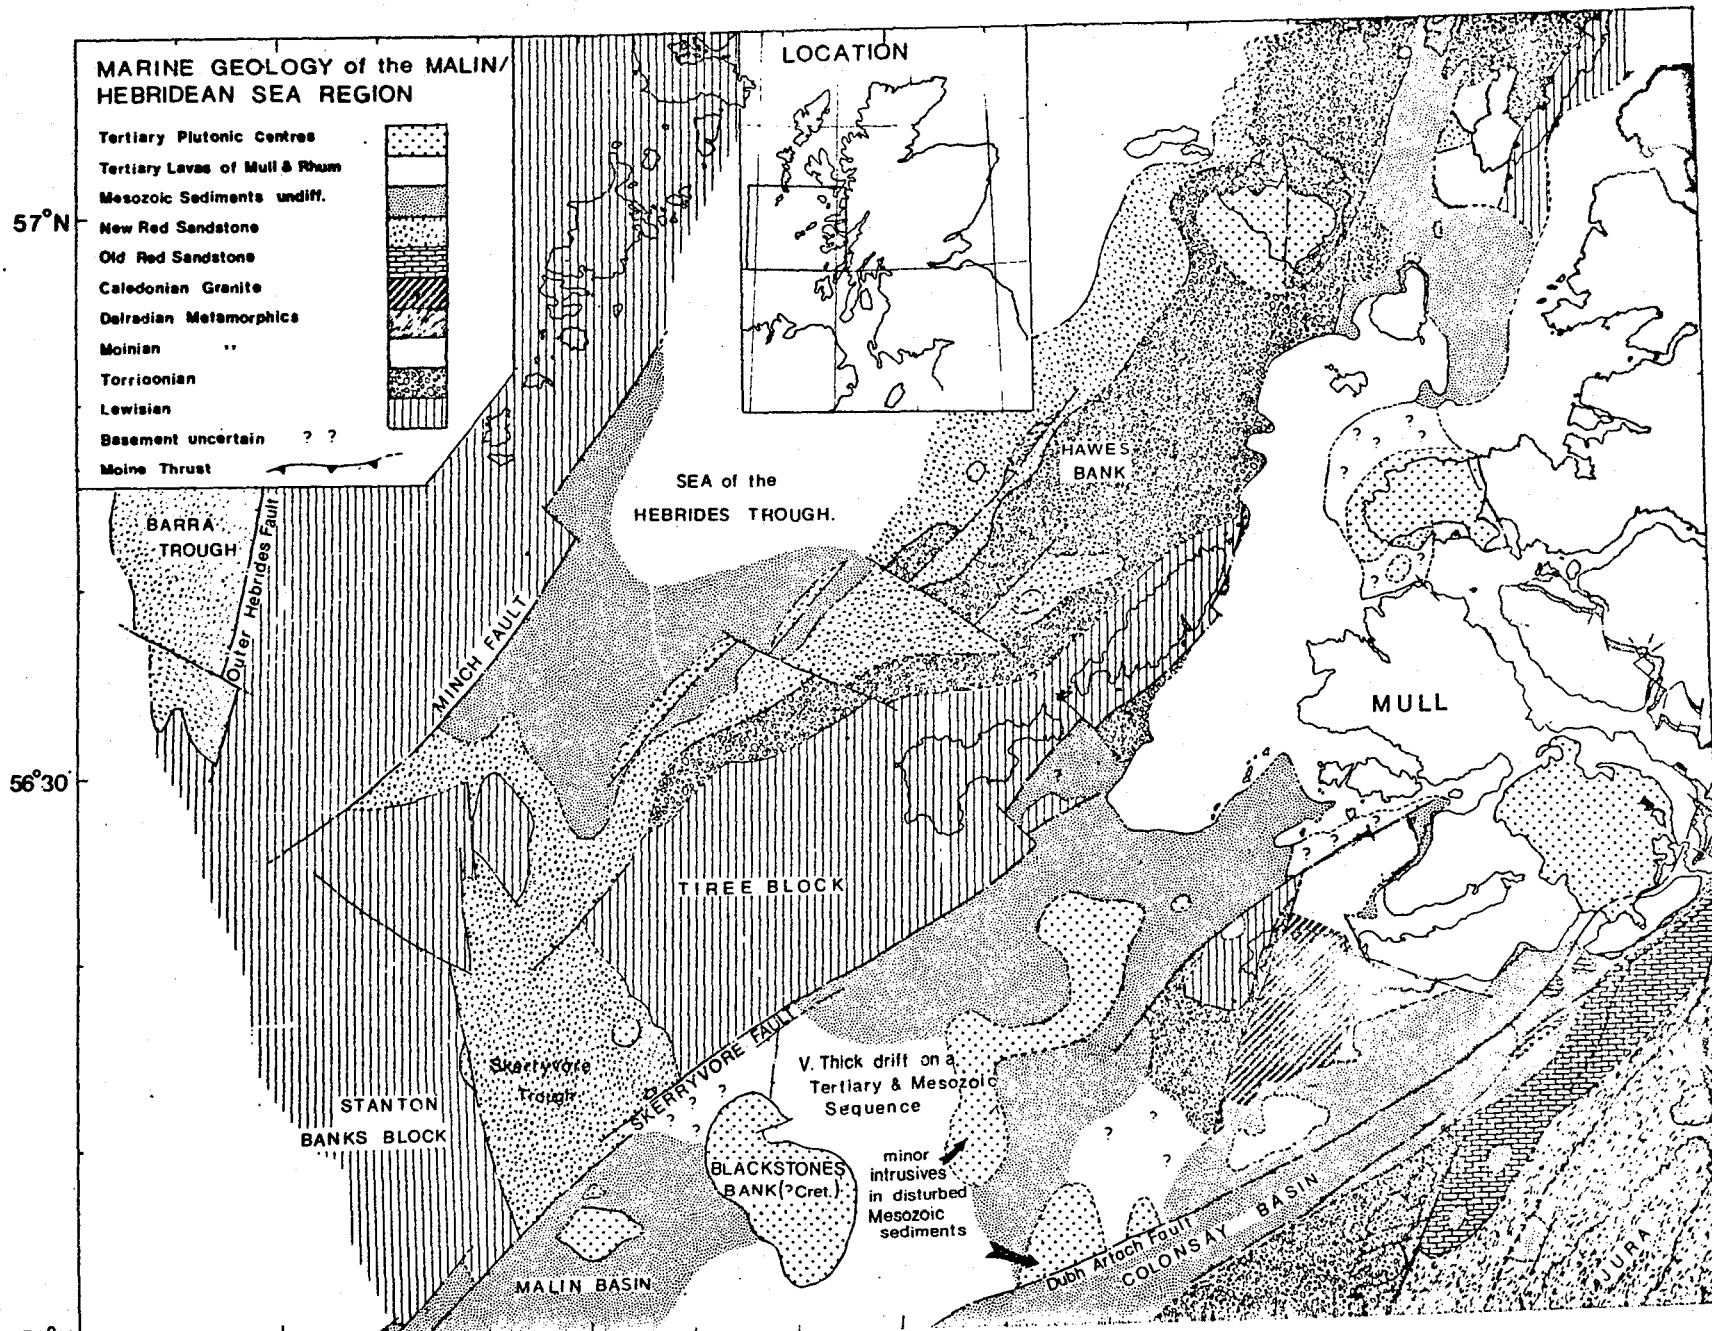 MARINE GEOLOGY of the MALIN/
HEBRIDEAN SEA REGION
Tertiary Plutonic Centres
Tertiary Lavas of Mull & Rhum
Mesozoic Sediments undiff.
New Red Sandstone
Old Red Sandstone
Caledonian Granite
Dalradian Metamorphics
Moinian "
Torridonian
Lewisian
Basement uncertain ? ?
Moine Thrust
LOCATION
57°N
56°30'
BARRA
TROUGH
Outer Hebrides Fault
MINCH FAULT
SEA of the
HEBRIDES TROUGH.
HAWES
BANK
MULL
TIREE BLOCK
SKERRYVORE FAULT
Skerryvore
Trough
STANTON
BANKS BLOCK
V. Thick drift on a
Tertiary & Mesozoic
Sequence
BLACKSTONES
BANK (?Cret.)
minor
intrusives
in disturbed
Mesozoic
sediments
MALIN BASIN
Dubh Artach Fault
COLONSAY BASIN
JURA